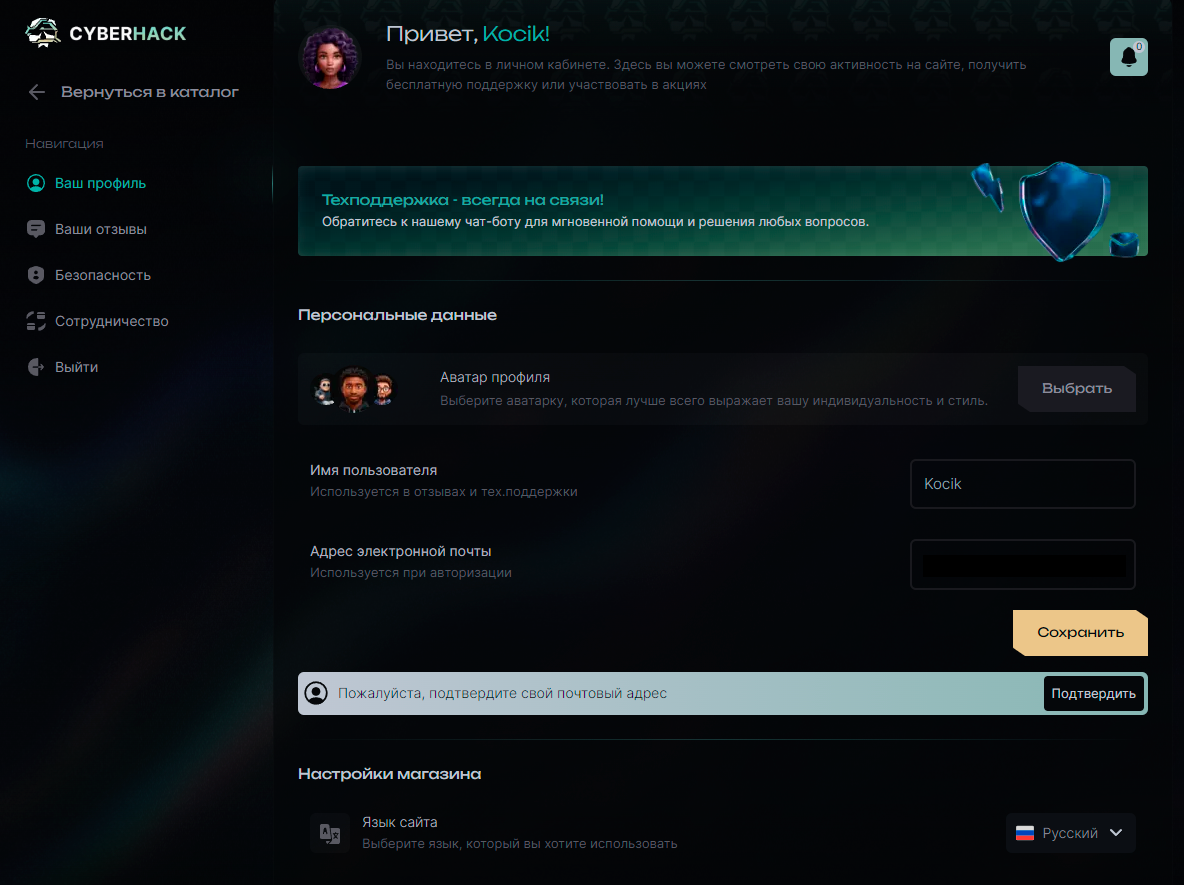 CYBERHACK
Вернуться в каталог
Навигация
Ваш профиль
Ваши отзывы
Безопасность
Сотрудничество
Выйти
Привет, Kocik!
Вы находитесь в личном кабинете. Здесь вы можете смотреть свою активность на сайте, получить
бесплатную поддержку или участвовать в акциях
0
Техподдержка - всегда на связи!
Обратитесь к нашему чат-боту для мгновенной помощи и решения любых вопросов.
Персональные данные
Аватар профиля
Выберите аватарку, которая лучше всего выражает вашу индивидуальность и стиль.
Выбрать
Имя пользователя
Используется в отзывах и тех.поддержки
Kocik
Адрес электронной почты
Используется при авторизации
Сохранить
Пожалуйста, подтвердите свой почтовый адрес
Подтвердить
Настройки магазина
Язык сайта
Выберите язык, который вы хотите использовать
Русский